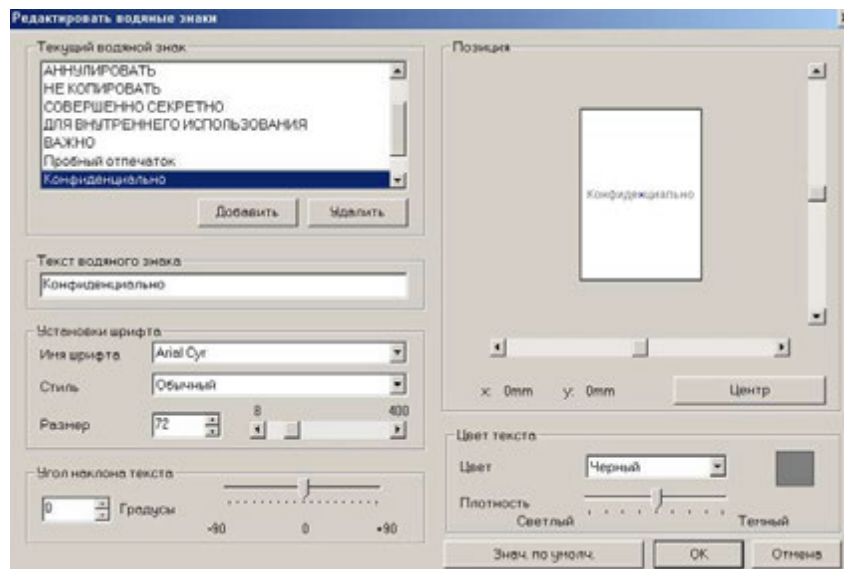 Редактировать водяные знаки
Текущий водяной знак
АННУЛИРОВАТЬ
НЕ КОПИРОВАТЬ
СОВЕРШЕННО СЕКРЕТНО
ДЛЯ ВНУТРЕННЕГО ИСПОЛЬЗОВАНИЯ
ВАЖНО
Пробный отпечаток
Конфиденциально
Добавить Удалить
Текст водяного знака
Конфиденциально
Установки шрифта
Имя шрифта Arial Cyr
Стиль Обычный
Размер 72 8 400
Угол наклона текста
0 Градусы
-90 0 +90
Позиция
Конфиденциально
x: 0mm y: 0mm Центр
Цвет текста
Цвет Черный
Плотность
Светлый Темный
Знач. по умолч. OK Отмена